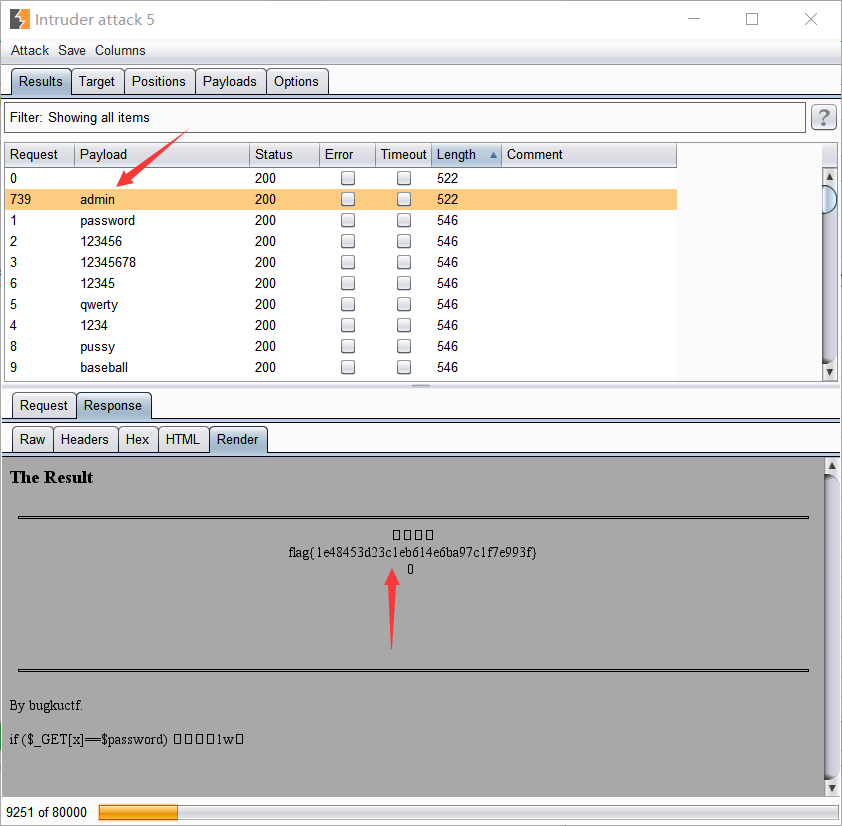 Intruder attack 5
Attack Save Columns
Results Target Positions Payloads Options
Filter: Showing all items
?
Request Payload Status Error Timeout Length Comment
0 200 522
739 admin 200 522
1 password 200 546
2 123456 200 546
3 12345678 200 546
6 12345 200 546
5 qwerty 200 546
4 1234 200 546
8 pussy 200 546
9 baseball 200 546
Request Response
Raw Headers Hex HTML Render
The Result
▯▯▯▯
flag{1e48453d23c1eb614e6ba97c1f7e993f}
▯
By bugkuctf.
if ($_GET[x]==$password) ▯▯▯▯1w▯
9251 of 80000